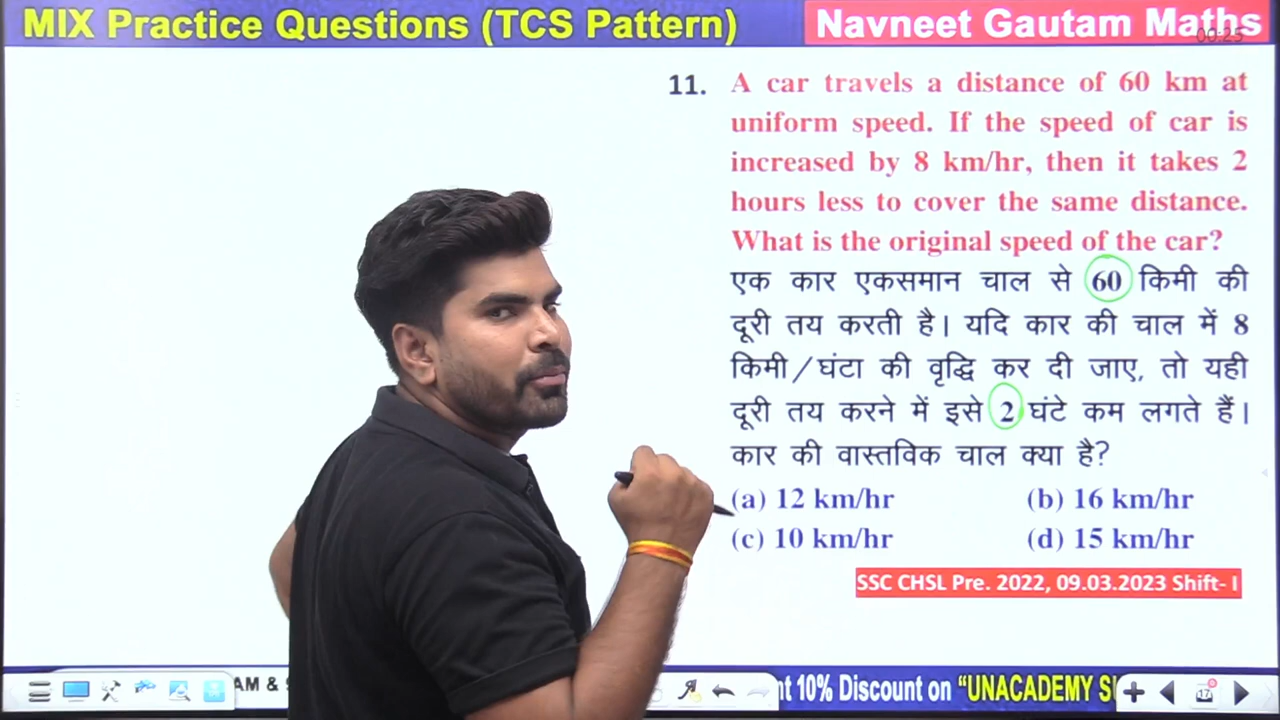 MIX Practice Questions (TCS Pattern)
Navneet Gautam Maths
00:25
11. A car travels a distance of 60 km at
uniform speed. If the speed of car is
increased by 8 km/hr, then it takes 2
hours less to cover the same distance.
What is the original speed of the car?
एक कार एकसमान चाल से 60 किमी की
दूरी तय करती है। यदि कार की चाल में 8
किमी/घंटा की वृद्धि कर दी जाए, तो यही
दूरी तय करने में इसे 2 घंटे कम लगते हैं।
कार की वास्तविक चाल क्या है?
(a) 12 km/hr (b) 16 km/hr
(c) 10 km/hr (d) 15 km/hr
SSC CHSL Pre. 2022, 09.03.2023 Shift- I
AM & 10% Discount on “UNACADEMY
17